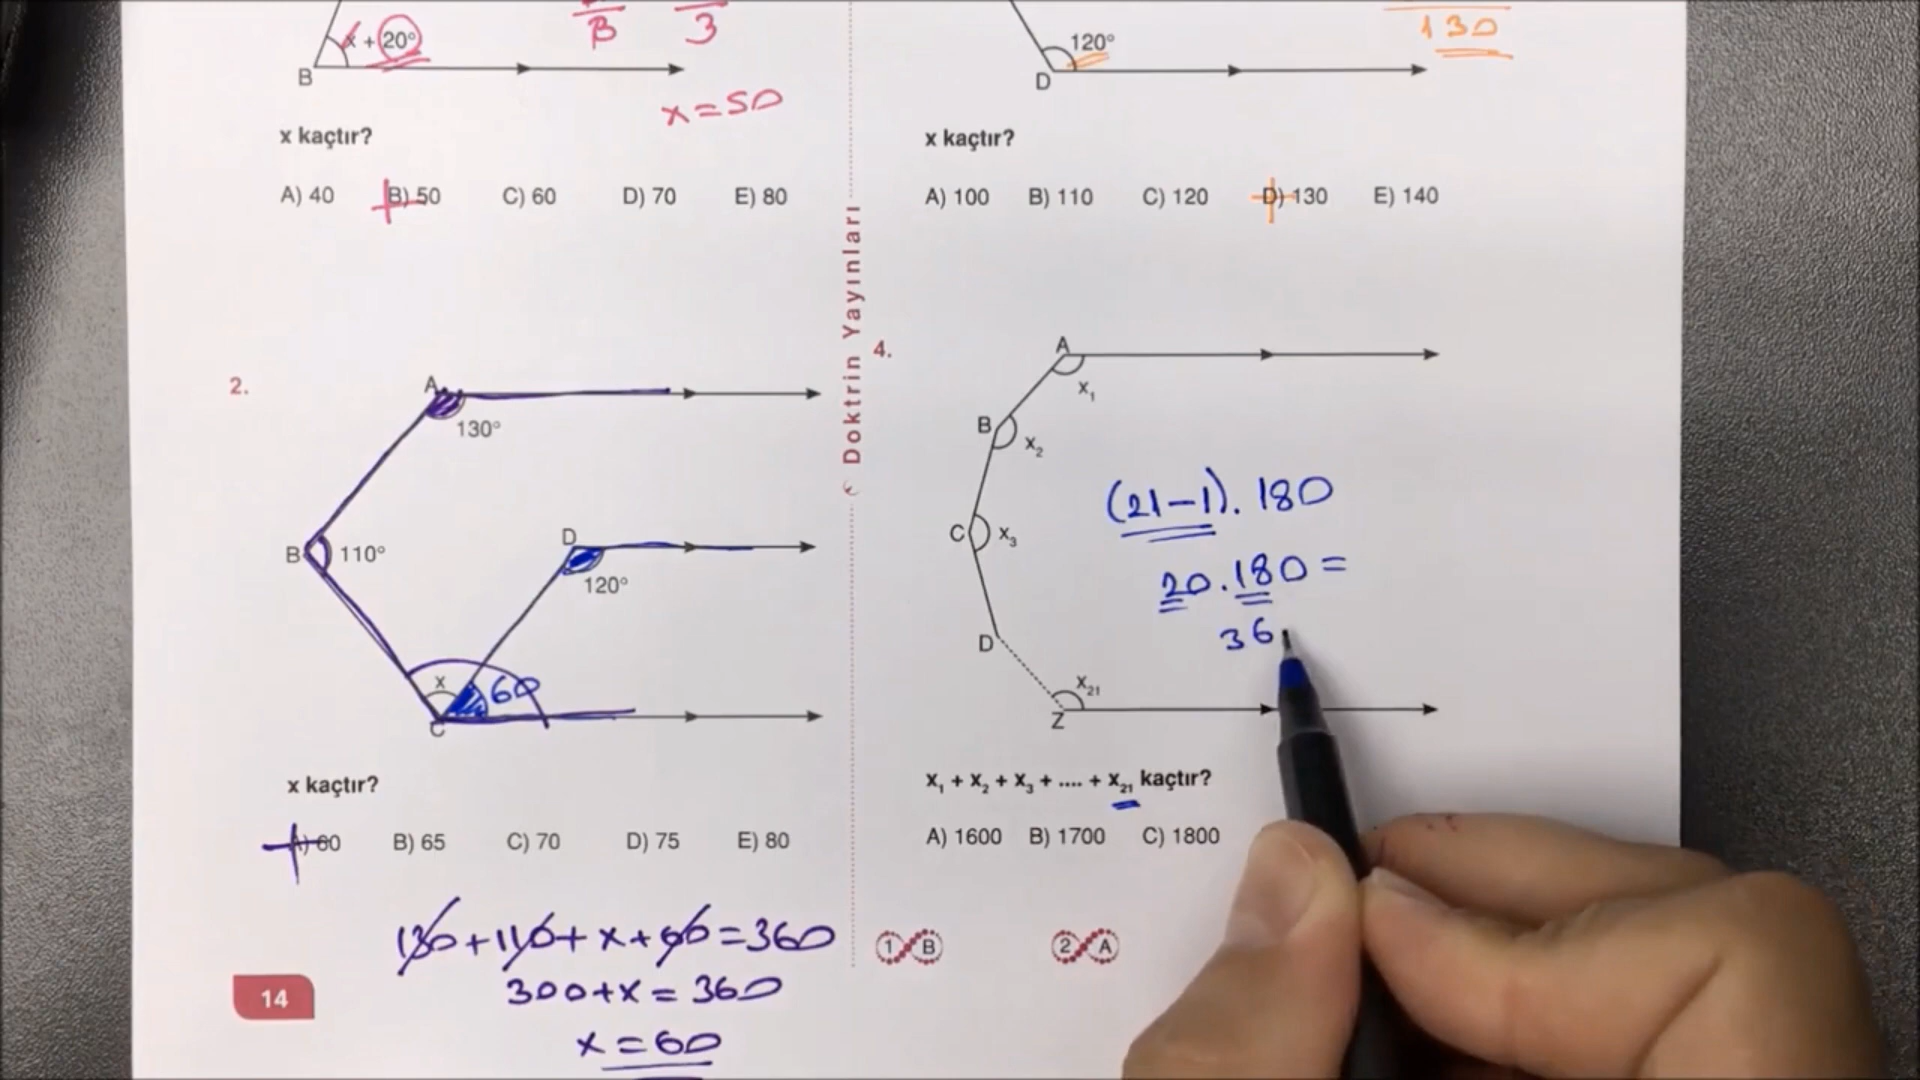 x + 20°
B
B
3
x=50
x kaçtır?
A) 40 B) 50 C) 60 D) 70 E) 80
120°
D
130
x kaçtır?
A) 100 B) 110 C) 120 D) 130 E) 140
Doktrin Yayınları
2.
A
130°
B
110°
D
120°
x
60
C
x kaçtır?
A) 60 B) 65 C) 70 D) 75 E) 80
130+110+x+60=360
300+x=360
x=60
14
4.
A
x₁
B
x₂
C
x₃
D
x₂₁
Z
(21-1).180
20.180=
36
x₁ + x₂ + x₃ + .... + x₂₁ kaçtır?
A) 1600 B) 1700 C) 1800
1 B
2 A